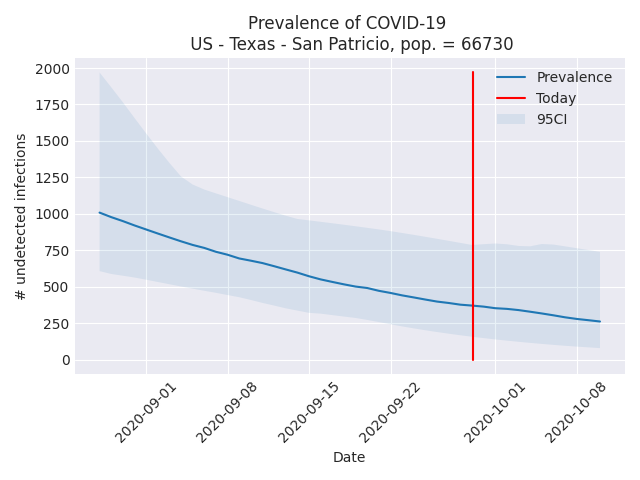 Prevalence of COVID-19
US - Texas - San Patricio, pop. = 66730
2000
1750
1500
1250
1000
750
500
250
0
# undetected infections
Prevalence
Today
95CI
2020-09-01
2020-09-08
2020-09-15
2020-09-22
2020-10-01
2020-10-08
Date